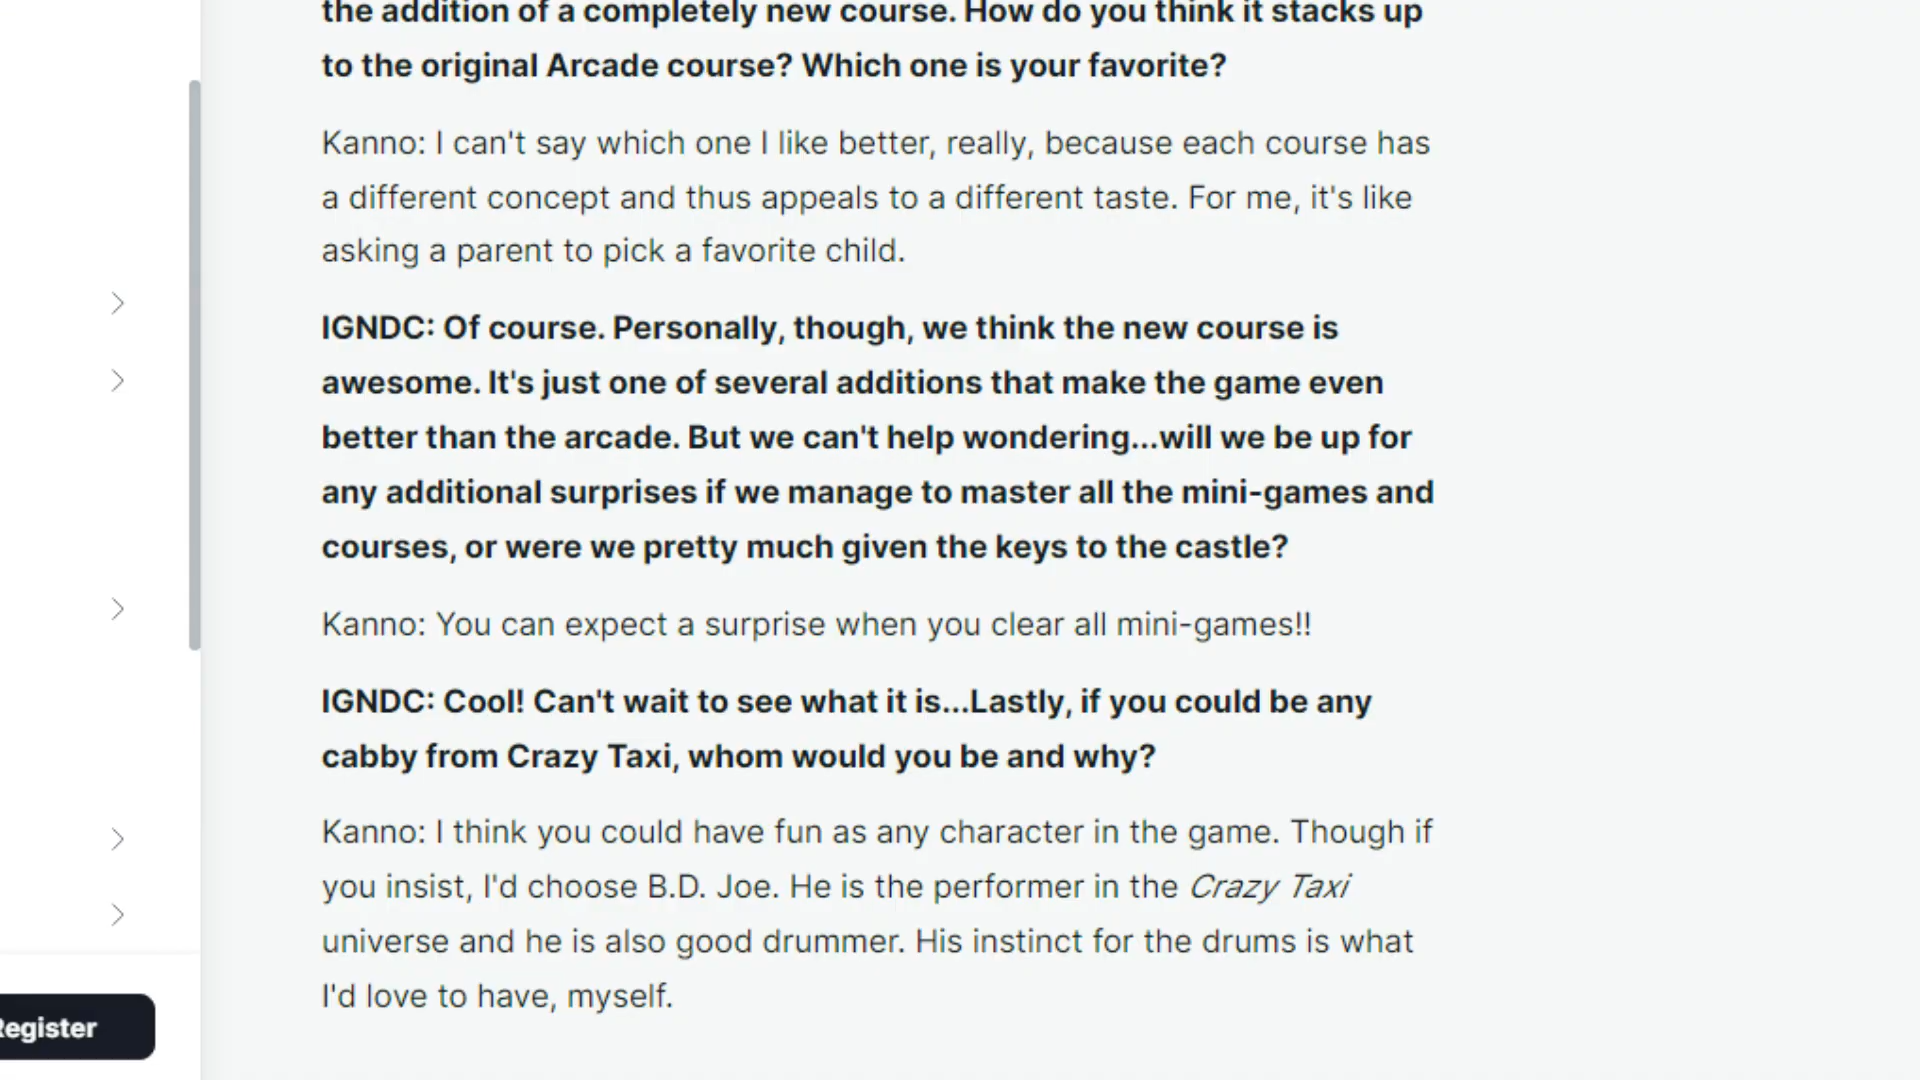 the addition of a completely new course. How do you think it stacks up
to the original Arcade course? Which one is your favorite?
Kanno: I can't say which one I like better, really, because each course has
a different concept and thus appeals to a different taste. For me, it's like
asking a parent to pick a favorite child.
IGNDC: Of course. Personally, though, we think the new course is
awesome. It's just one of several additions that make the game even
better than the arcade. But we can't help wondering...will we be up for
any additional surprises if we manage to master all the mini-games and
courses, or were we pretty much given the keys to the castle?
Kanno: You can expect a surprise when you clear all mini-games!!
IGNDC: Cool! Can't wait to see what it is...Lastly, if you could be any
cabby from Crazy Taxi, whom would you be and why?
Kanno: I think you could have fun as any character in the game. Though if
you insist, I'd choose B.D. Joe. He is the performer in the Crazy Taxi
universe and he is also good drummer. His instinct for the drums is what
I'd love to have, myself.
Register